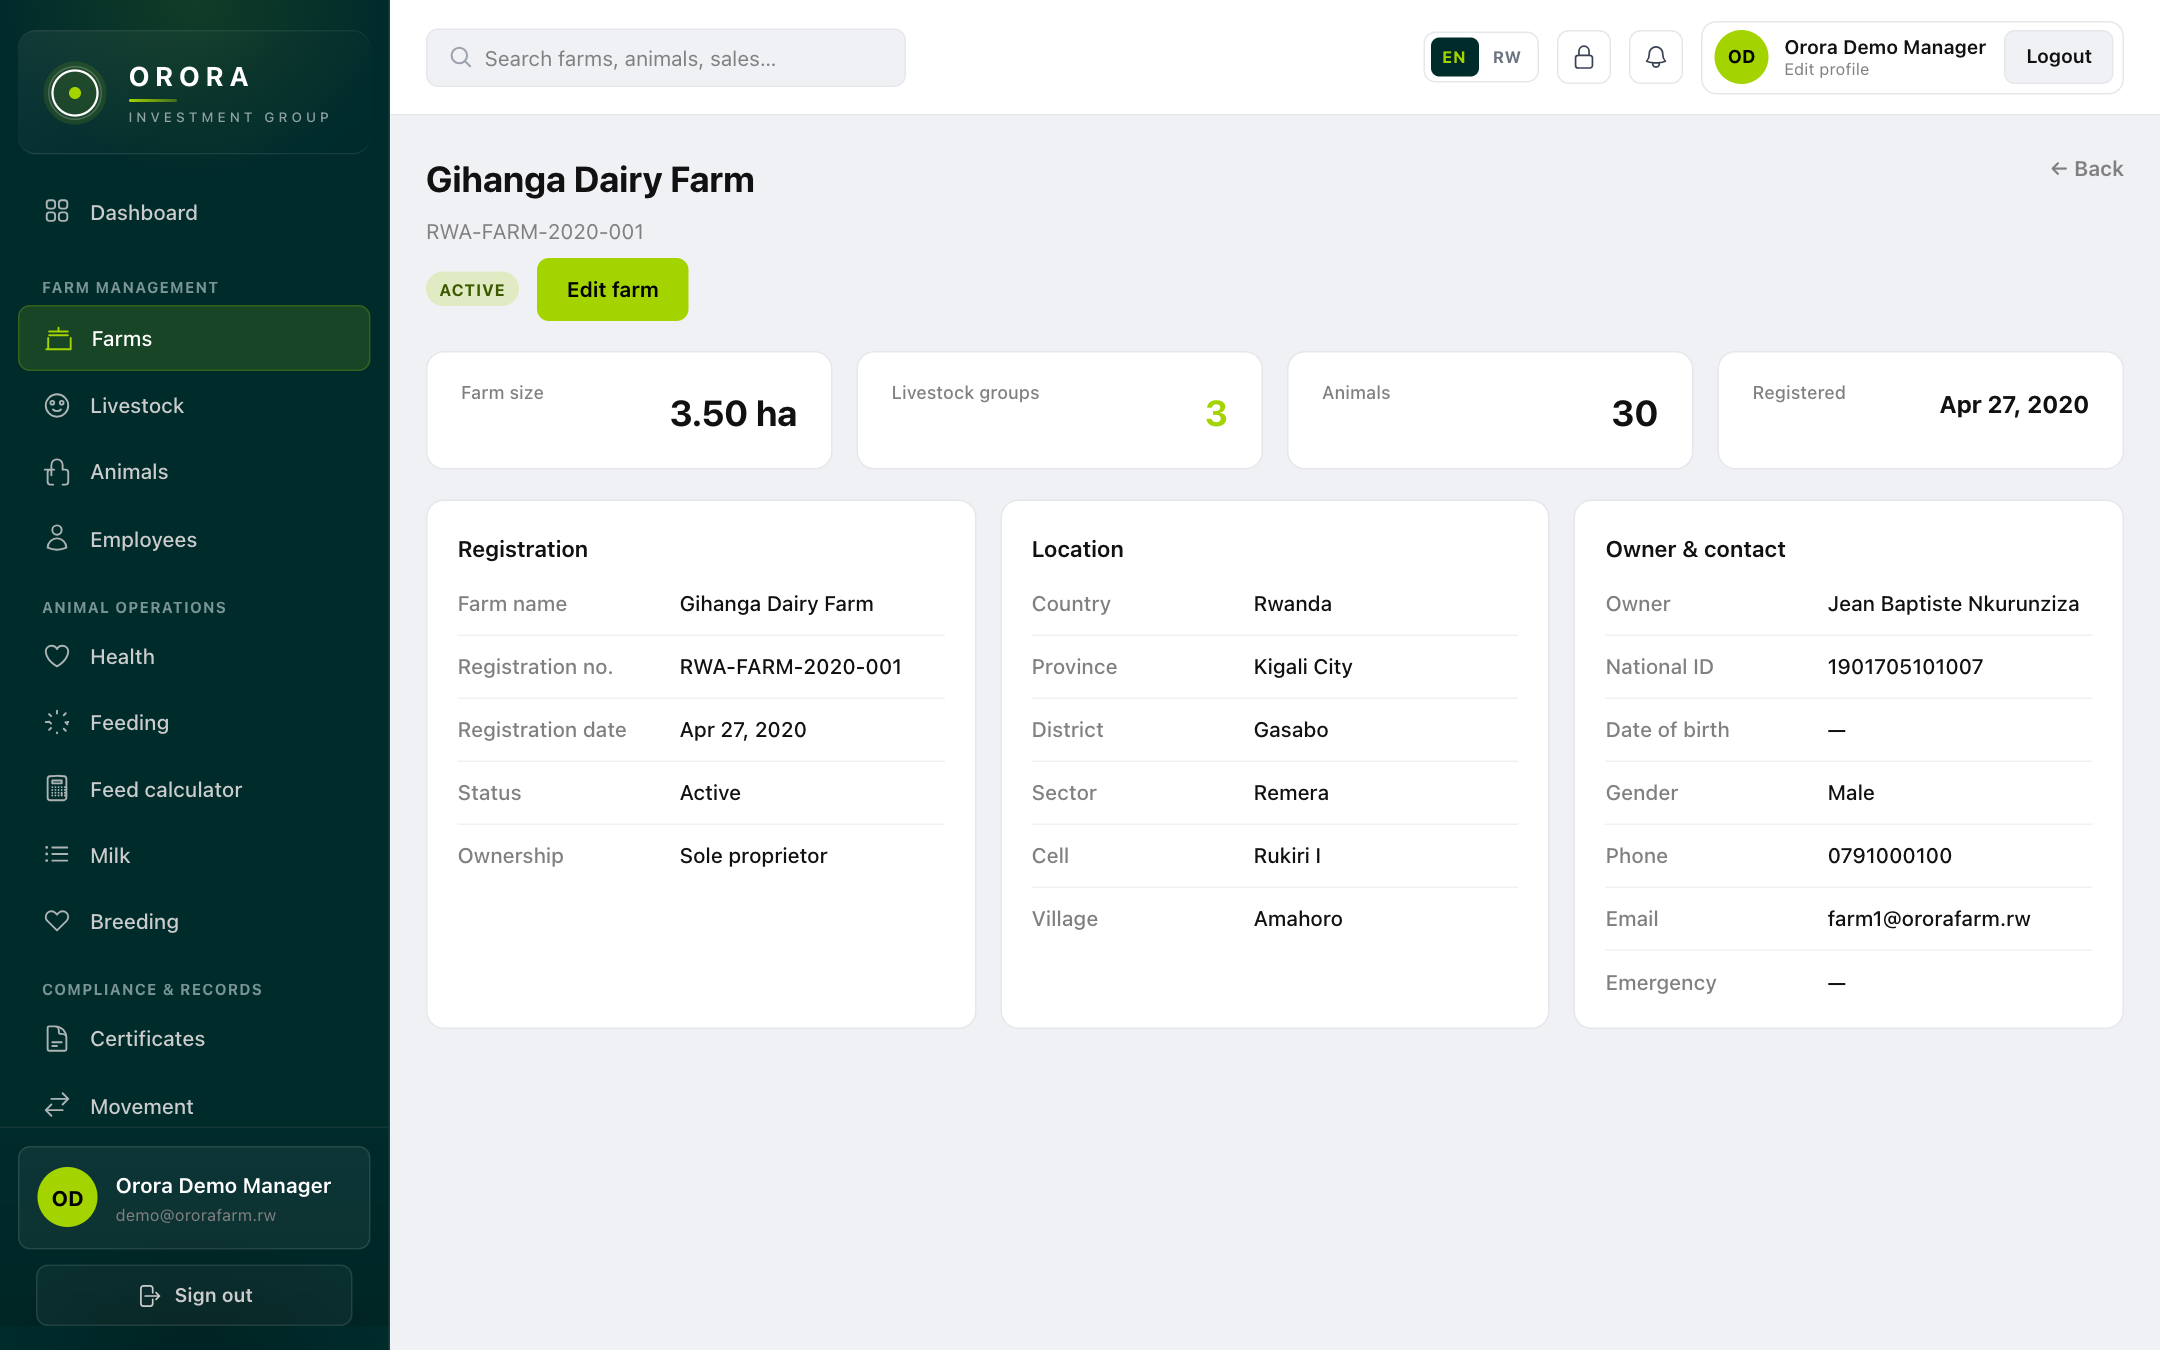 ORORA
INVESTMENT GROUP
Dashboard
FARM MANAGEMENT
Farms
Livestock
Animals
Employees
ANIMAL OPERATIONS
Health
Feeding
Feed calculator
Milk
Breeding
COMPLIANCE & RECORDS
Certificates
Movement
OD
Orora Demo Manager
demo@ororafarm.rw
Sign out
Search farms, animals, sales...
EN RW
OD
Orora Demo Manager
Edit profile
Logout
Gihanga Dairy Farm
← Back
RWA-FARM-2020-001
ACTIVE
Edit farm
Farm size
3.50 ha
Livestock groups
3
Animals
30
Registered
Apr 27, 2020
Registration
Farm name Gihanga Dairy Farm
Registration no. RWA-FARM-2020-001
Registration date Apr 27, 2020
Status Active
Ownership Sole proprietor
Location
Country Rwanda
Province Kigali City
District Gasabo
Sector Remera
Cell Rukiri I
Village Amahoro
Owner & contact
Owner Jean Baptiste Nkurunziza
National ID 1901705101007
Date of birth —
Gender Male
Phone 0791000100
Email farm1@ororafarm.rw
Emergency —